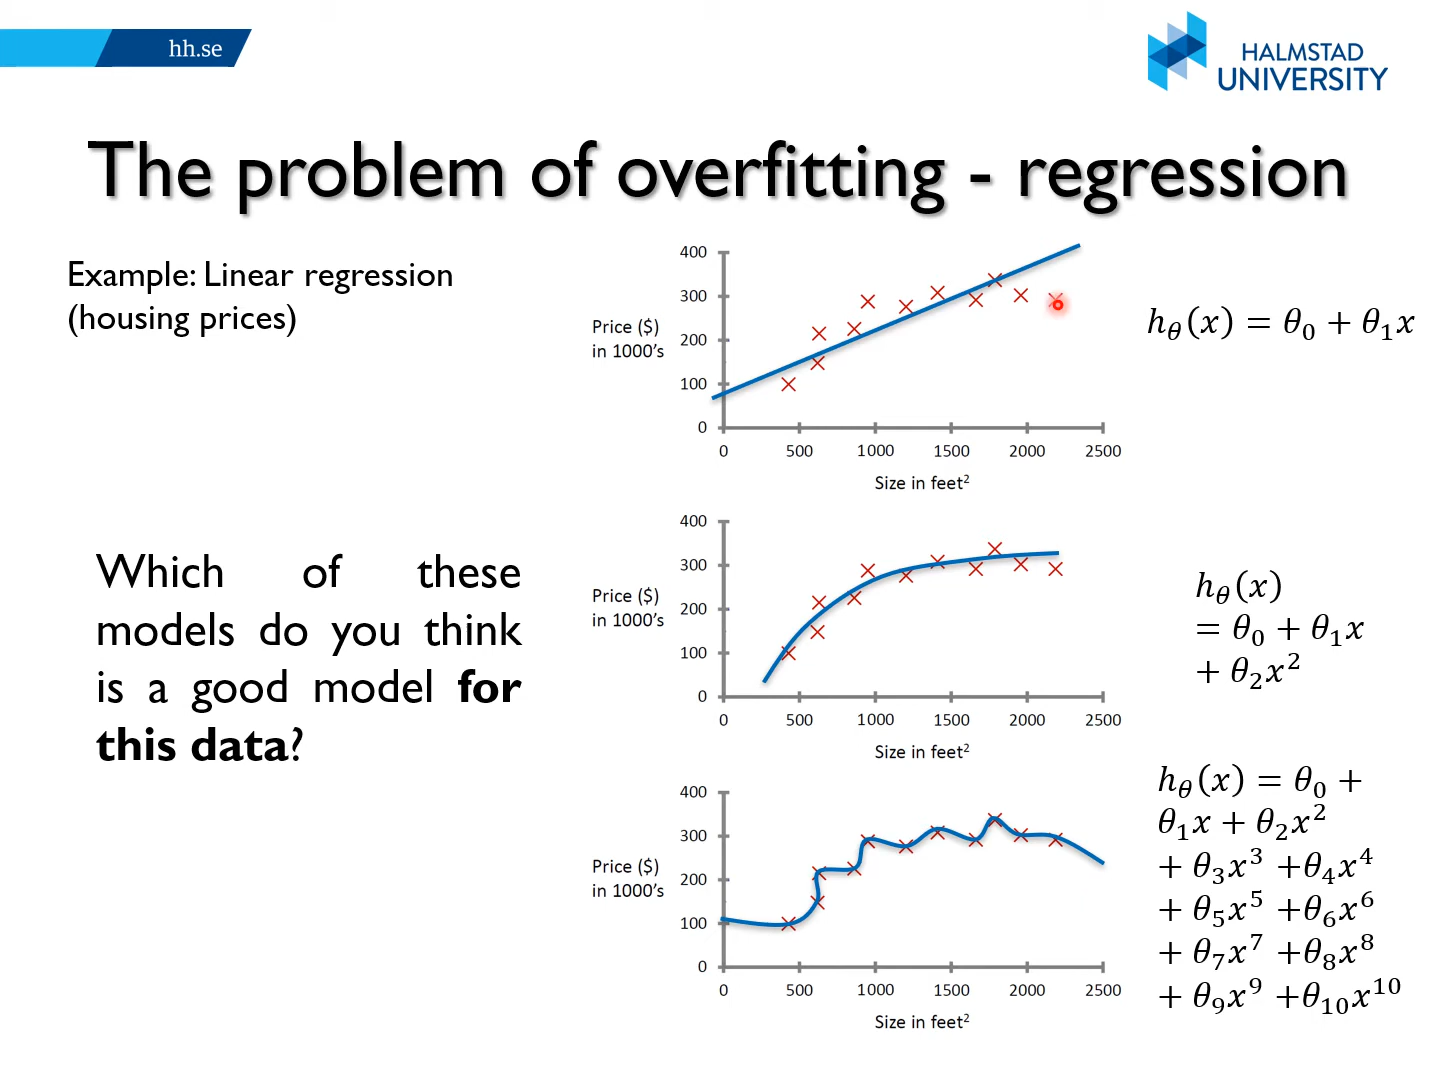 hh.se
HALMSTAD
UNIVERSITY
The problem of overfitting - regression
Example: Linear regression
(housing prices)
Which of these
models do you think
is a good model for
this data?
400
300
Price ($)
in 1000's
200
100
0
0 500 1000 1500 2000 2500
Size in feet²
hθ(x) = θ₀ + θ₁x
400
300
Price ($)
in 1000's
200
100
0
0 500 1000 1500 2000 2500
Size in feet²
hθ(x)
= θ₀ + θ₁x
+ θ₂x²
400
300
Price ($)
in 1000's
200
100
0
0 500 1000 1500 2000 2500
Size in feet²
hθ(x) = θ₀ +
θ₁x + θ₂x²
+ θ₃x³ +θ₄x⁴
+ θ₅x⁵ +θ₆x⁶
+ θ₇x⁷ +θ₈x⁸
+ θ₉x⁹ +θ₁₀x¹⁰